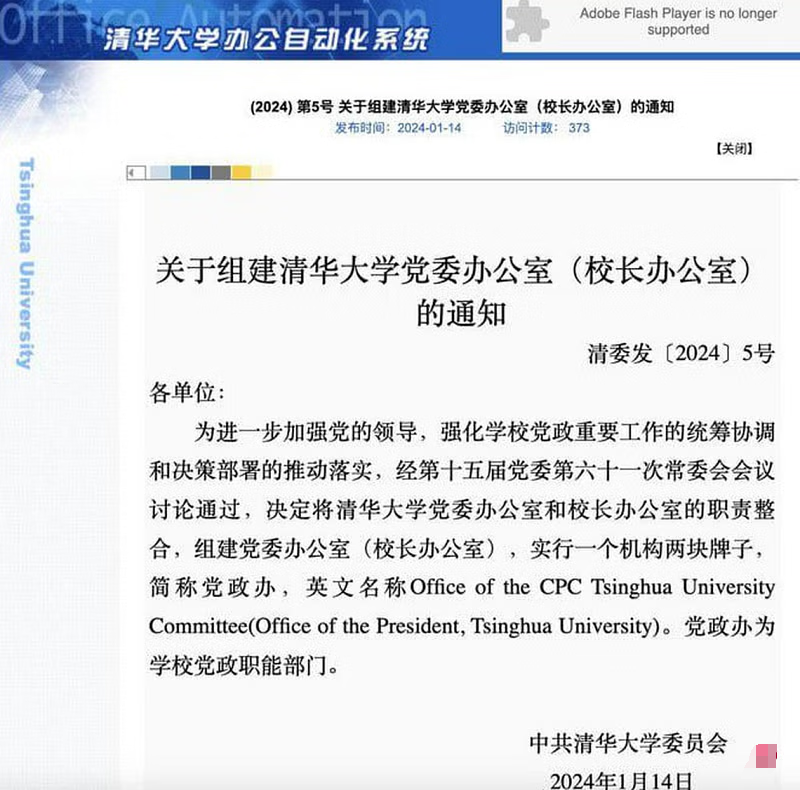 Office Automation
清华大学办公自动化系统
Adobe Flash Player is no longer
supported
(2024) 第5号 关于组建清华大学党委办公室（校长办公室）的通知
发布时间：2024-01-14 访问计数： 373
【关闭】
Tsinghua University
关于组建清华大学党委办公室（校长办公室）
的通知
清委发〔2024〕5号
各单位：
为进一步加强党的领导，强化学校党政重要工作的统筹协调
和决策部署的推动落实，经第十五届党委第六十一次常委会会议
讨论通过，决定将清华大学党委办公室和校长办公室的职责整
合，组建党委办公室（校长办公室），实行一个机构两块牌子，
简称党政办，英文名称Office of the CPC Tsinghua University
Committee(Office of the President, Tsinghua University)。党政办为
学校党政职能部门。
中共清华大学委员会
2024年1月14日